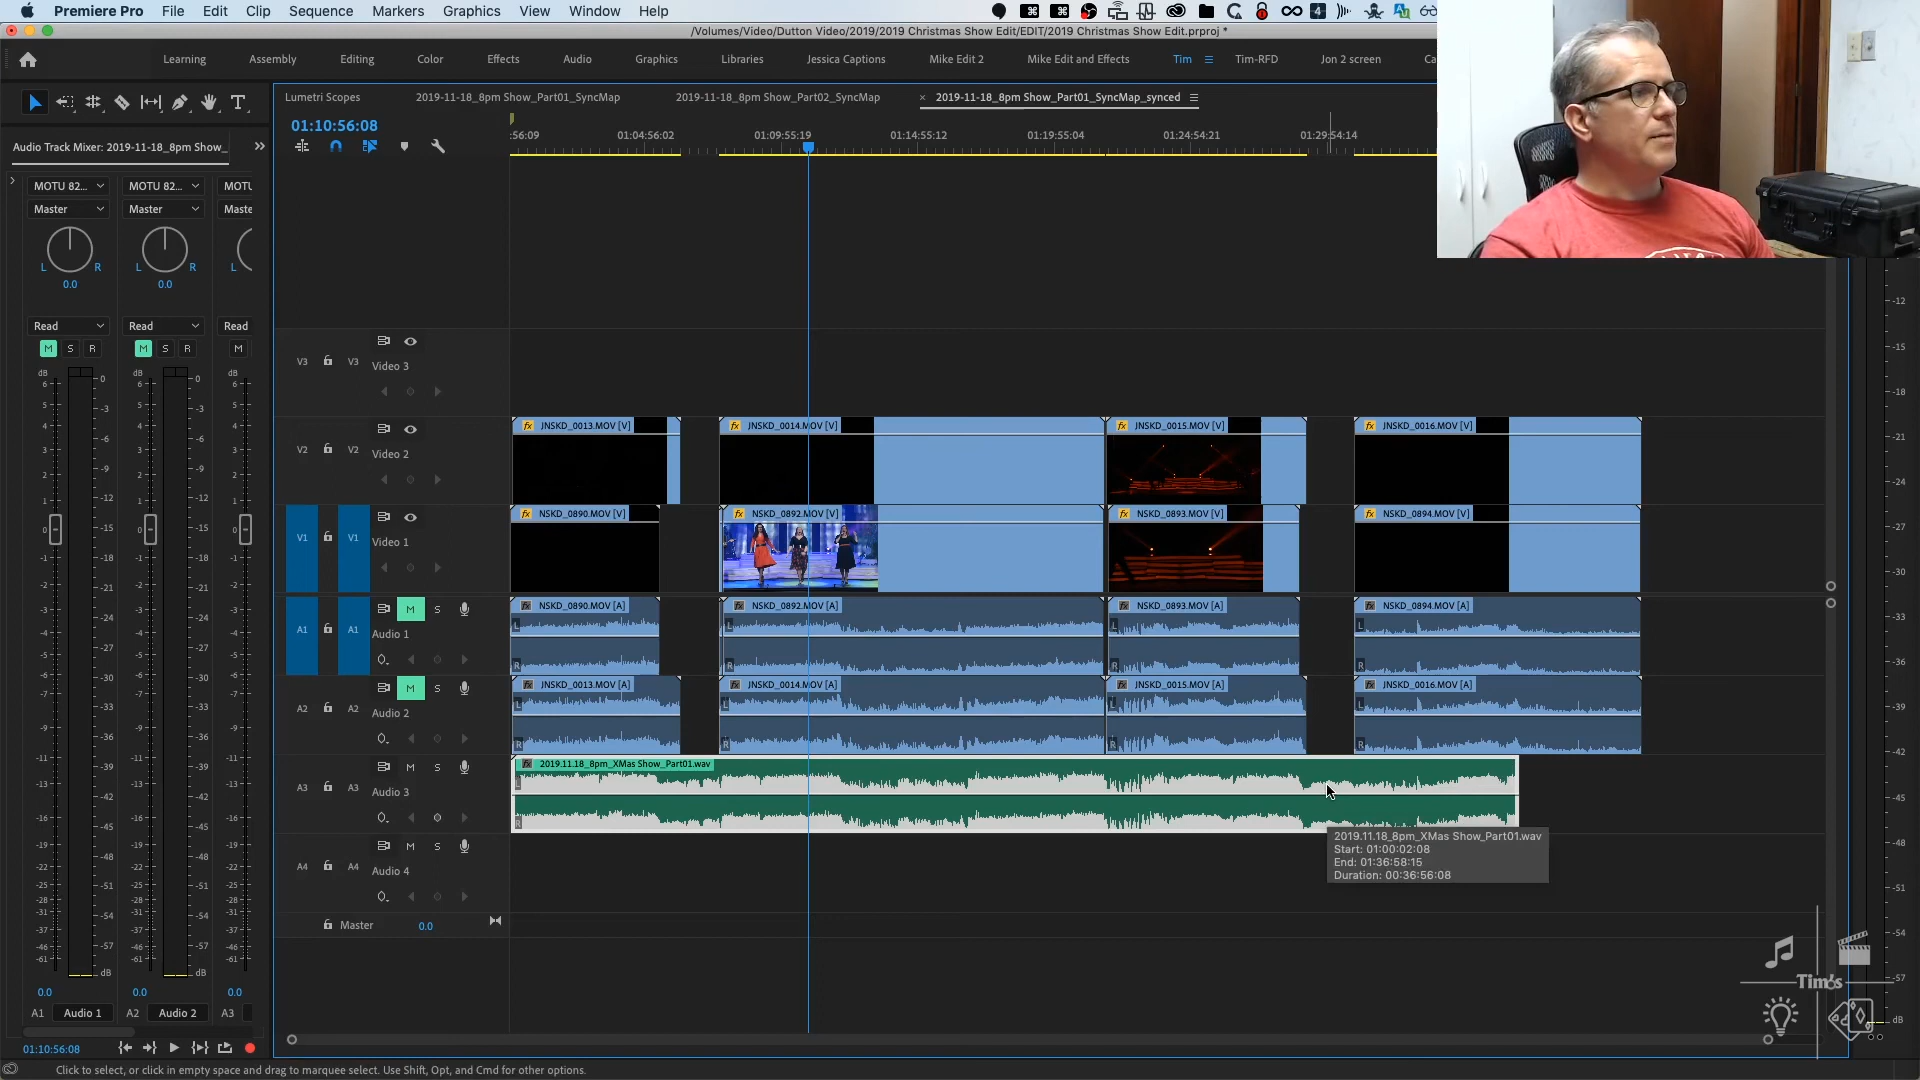 Premiere Pro File Edit Clip Sequence Markers Graphics View Window Help
/Volumes/Video/Dutton Video/2019/2019 Christmas Show Edit/EDIT/2019 Christmas Show Edit.prproj *
Learning Assembly Editing Color Effects Audio Graphics Libraries Jessica Captions Mike Edit 2 Mike Edit and Effects Tim Tim-RFD Jon 2 screen Ca
Lumetri Scopes 2019-11-18_8pm Show_Part01_SyncMap 2019-11-18_8pm Show_Part02_SyncMap × 2019-11-18_8pm Show_Part01_SyncMap_synced
01:10:56:08
:56:09 01:04:56:02 01:09:55:19 01:14:55:12 01:19:55:04 01:24:54:21 01:29:54:14
Audio Track Mixer: 2019-11-18_8pm Show_
MOTU 82... MOTU 82... MOTU
Master Master Maste
L R L R L
0.0 0.0
Read Read Read
M S R M S R M
V3 V3 Video 3
V2 V2 Video 2
JNSKD_0013.MOV [V] JNSKD_0014.MOV [V] JNSKD_0015.MOV [V] JNSKD_0016.MOV [V]
V1 V1 Video 1
NSKD_0890.MOV [V] NSKD_0892.MOV [V] NSKD_0893.MOV [V] NSKD_0894.MOV [V]
A1 A1 M S Audio 1
NSKD_0890.MOV [A] NSKD_0892.MOV [A] NSKD_0893.MOV [A] NSKD_0894.MOV [A]
A2 A2 M S Audio 2
JNSKD_0013.MOV [A] JNSKD_0014.MOV [A] JNSKD_0015.MOV [A] JNSKD_0016.MOV [A]
A3 A3 M S Audio 3
2019.11.18_8pm_XMas Show_Part01.wav
2019.11.18_8pm_XMas Show_Part01.wav
Start: 01:00:02:08
End: 01:36:58:15
Duration: 00:36:56:08
A4 A4 M S Audio 4
Master 0.0
0.0 0.0 0.0
A1 Audio 1 A2 Audio 2 A3
01:10:56:08
Tim's
Click to select, or click in empty space and drag to marquee select. Use Shift, Opt, and Cmd for other options.